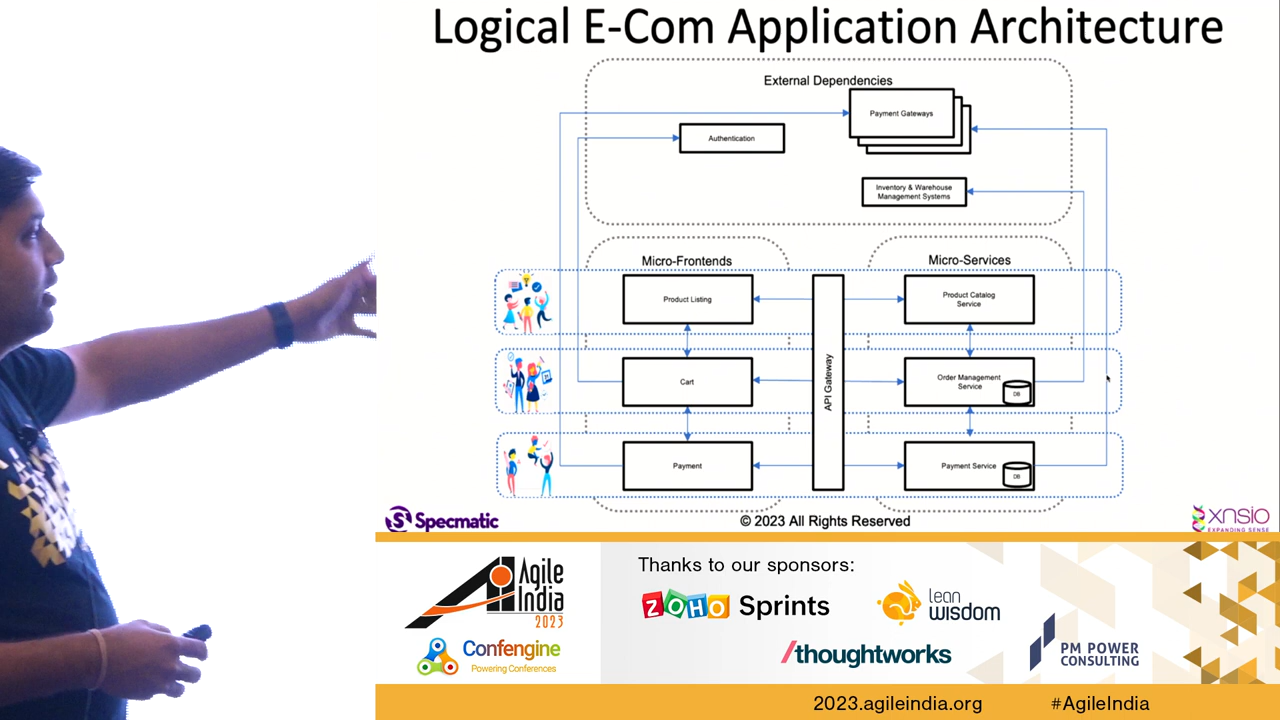 Logical E-Com Application Architecture
External Dependencies
Payment Gateways
Authentication
Inventory & Warehouse
Management Systems
Micro-Frontends
Micro-Services
Product Listing
Product Catalog
Service
API Gateway
Cart
Order Management
Service
DB
Payment
Payment Service
DB
Specmatic
© 2023 All Rights Reserved
xnsio
EXPANDING SENSE
Agile
India
2023
Confengine
Powering Conferences
Thanks to our sponsors:
ZOHO Sprints
lean
wisdom
/thoughtworks
PM POWER
CONSULTING
2023.agileindia.org
#AgileIndia